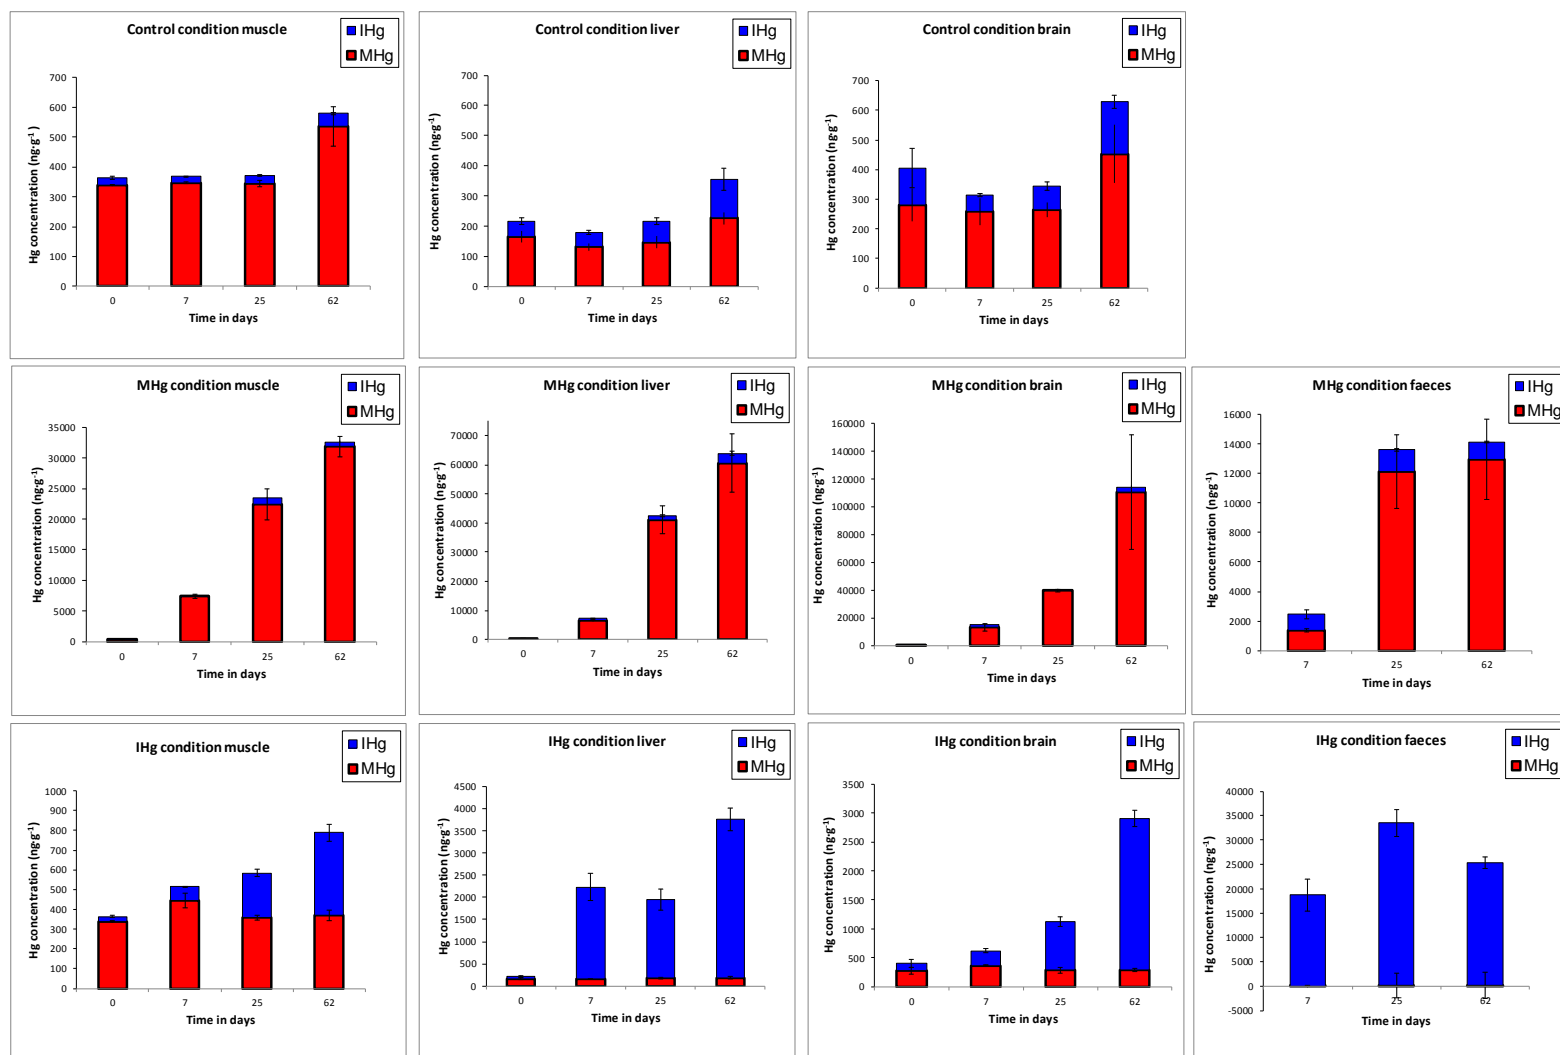 Control condition muscle
IHg
MHg
Hg concentration (ng·g⁻¹)
700
600
500
400
300
200
100
0
0 7 25 62
Time in days
Control condition liver
IHg
MHg
Hg concentration (ng·g⁻¹)
700
600
500
400
300
200
100
0
0 7 25 62
Time in days
Control condition brain
IHg
MHg
Hg concentration (ng·g⁻¹)
700
600
500
400
300
200
100
0
0 7 25 62
Time in days
MHg condition muscle
IHg
MHg
Hg concentration (ng·g⁻¹)
35000
30000
25000
20000
15000
10000
5000
0
0 7 25 62
Time in days
MHg condition liver
IHg
MHg
Hg concentration (ng·g⁻¹)
70000
60000
50000
40000
30000
20000
10000
0
0 7 25 62
Time in days
MHg condition brain
IHg
MHg
Hg concentration (ng·g⁻¹)
160000
140000
120000
100000
80000
60000
40000
20000
0
0 7 25 62
Time in days
MHg condition faeces
IHg
MHg
Hg concentration (ng·g⁻¹)
16000
14000
12000
10000
8000
6000
4000
2000
0
7 25 62
Time in days
IHg condition muscle
IHg
MHg
Hg concentration (ng·g⁻¹)
1000
900
800
700
600
500
400
300
200
100
0
0 7 25 62
Time in days
IHg condition liver
IHg
MHg
Hg concentration (ng·g⁻¹)
4500
4000
3500
3000
2500
2000
1500
1000
500
0
0 7 25 62
Time in days
IHg condition brain
IHg
MHg
Hg concentration (ng·g⁻¹)
3500
3000
2500
2000
1500
1000
500
0
0 7 25 62
Time in days
IHg condition faeces
IHg
MHg
Hg concentration (ng·g⁻¹)
40000
35000
30000
25000
20000
15000
10000
5000
0
-5000
7 25 62
Time in days